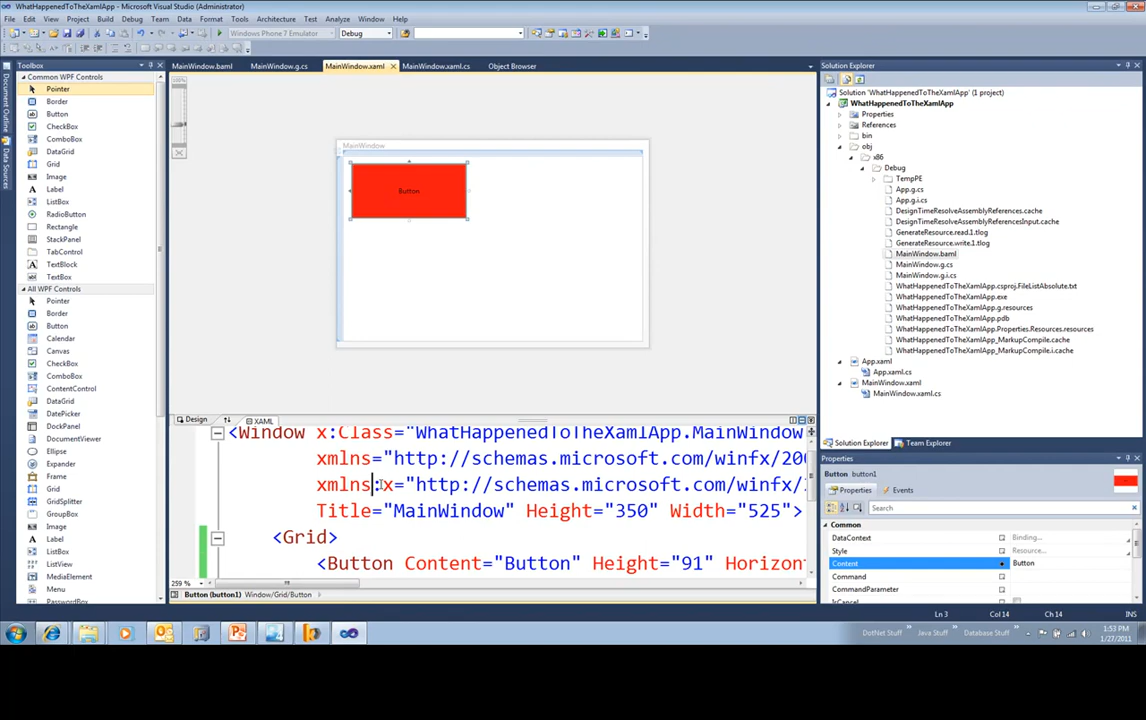 WhatHappenedToTheXamlApp - Microsoft Visual Studio (Administrator)
File Edit View Project Build Debug Team Data Format Tools Architecture Test Analyze Window Help
Windows Phone 7 Emulator Debug
Toolbox
MainWindow.baml MainWindow.g.cs MainWindow.xaml MainWindow.xaml.cs Object Browser
Document Outline
Data Sources
Common WPF Controls
Pointer
Border
Button
CheckBox
ComboBox
DataGrid
Grid
Image
Label
ListBox
RadioButton
Rectangle
StackPanel
TabControl
TextBlock
TextBox
All WPF Controls
Pointer
Border
Button
Calendar
Canvas
CheckBox
ComboBox
ContentControl
DataGrid
DatePicker
DockPanel
DocumentViewer
Ellipse
Expander
Frame
Grid
GridSplitter
Image
Label
ListBox
ListView
MediaElement
Menu
PasswordBox
MainWindow
Button
Design XAML
<Window x:Class="WhatHappenedToTheXamlApp.MainWindow
xmlns="http://schemas.microsoft.com/winfx/200
xmlns:x="http://schemas.microsoft.com/winfx/
Title="MainWindow" Height="350" Width="525">
<Grid>
<Button Content="Button" Height="91" Horizont
259 %
Button (button1) Window/Grid/Button
Solution Explorer
Solution 'WhatHappenedToTheXamlApp' (1 project)
WhatHappenedToTheXamlApp
Properties
References
bin
obj
x86
Debug
TempPE
App.g.cs
App.g.i.cs
DesignTimeResolveAssemblyReferences.cache
DesignTimeResolveAssemblyReferencesInput.cache
GenerateResource.read.1.tlog
GenerateResource.write.1.tlog
MainWindow.baml
MainWindow.g.cs
MainWindow.g.i.cs
WhatHappenedToTheXamlApp.csproj.FileListAbsolute.txt
WhatHappenedToTheXamlApp.exe
WhatHappenedToTheXamlApp.g.resources
WhatHappenedToTheXamlApp.pdb
WhatHappenedToTheXamlApp.Properties.Resources.resources
WhatHappenedToTheXamlApp_MarkupCompile.cache
WhatHappenedToTheXamlApp_MarkupCompile.i.cache
App.xaml
App.xaml.cs
MainWindow.xaml
MainWindow.xaml.cs
Solution Explorer Team Explorer
Properties
Button button1
Properties Events
Search
Common
DataContext Binding...
Style Resource...
Content Button
Command
CommandParameter
IsCancel
Ln 3 Col 14 Ch 14 INS
DotNet Stuff » Java Stuff » Database Stuff »
1:53 PM
1/27/2011